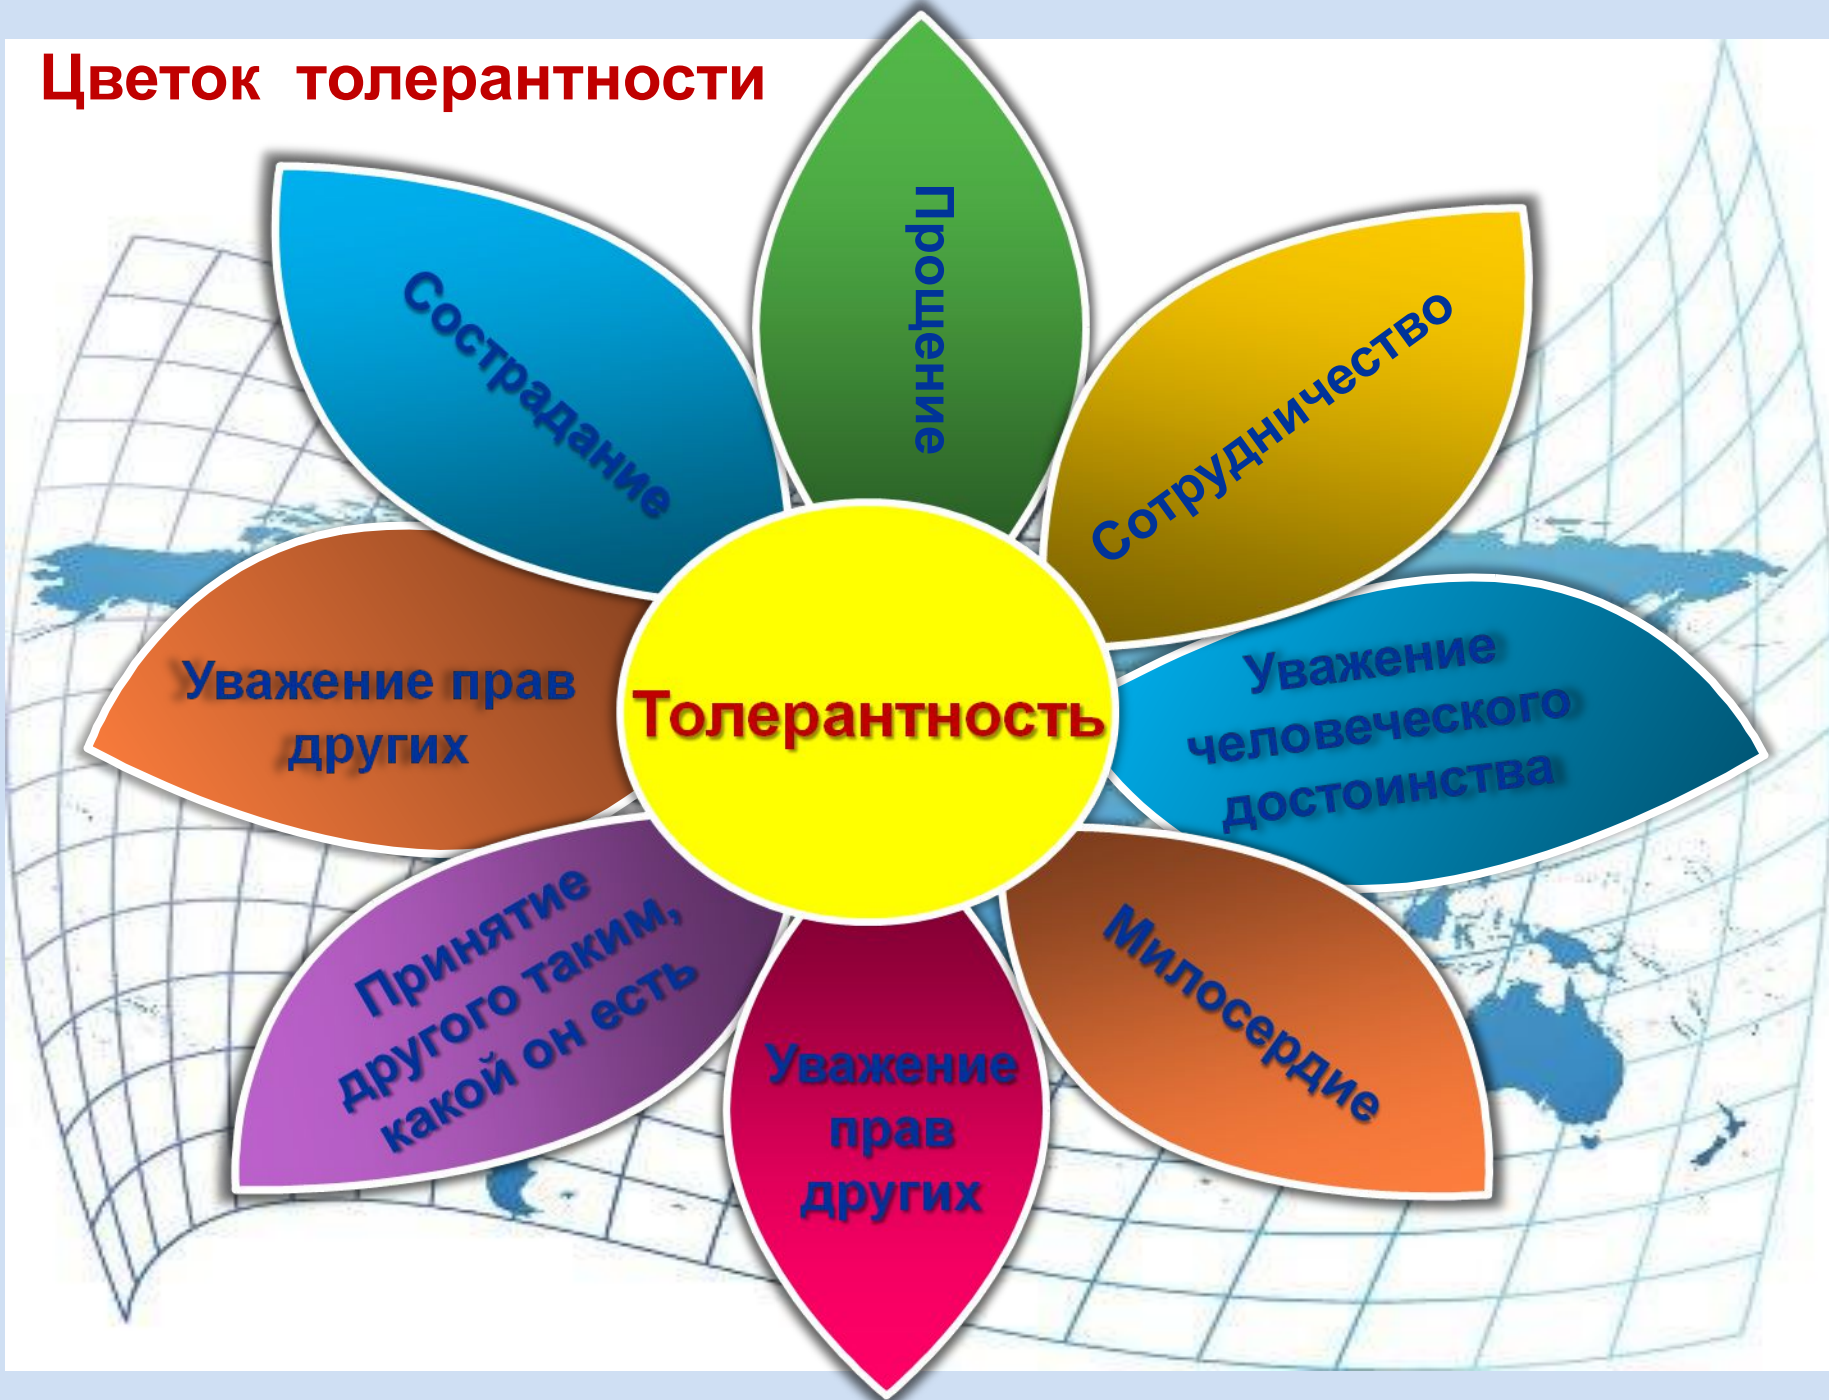 Цветок толерантности
Прощение
Сострадание
Сотрудничество
Уважение прав
других
Толерантность
Уважение
человеческого
достоинства
Принятие
другого таким,
какой он есть
Милосердие
Уважение
прав
других